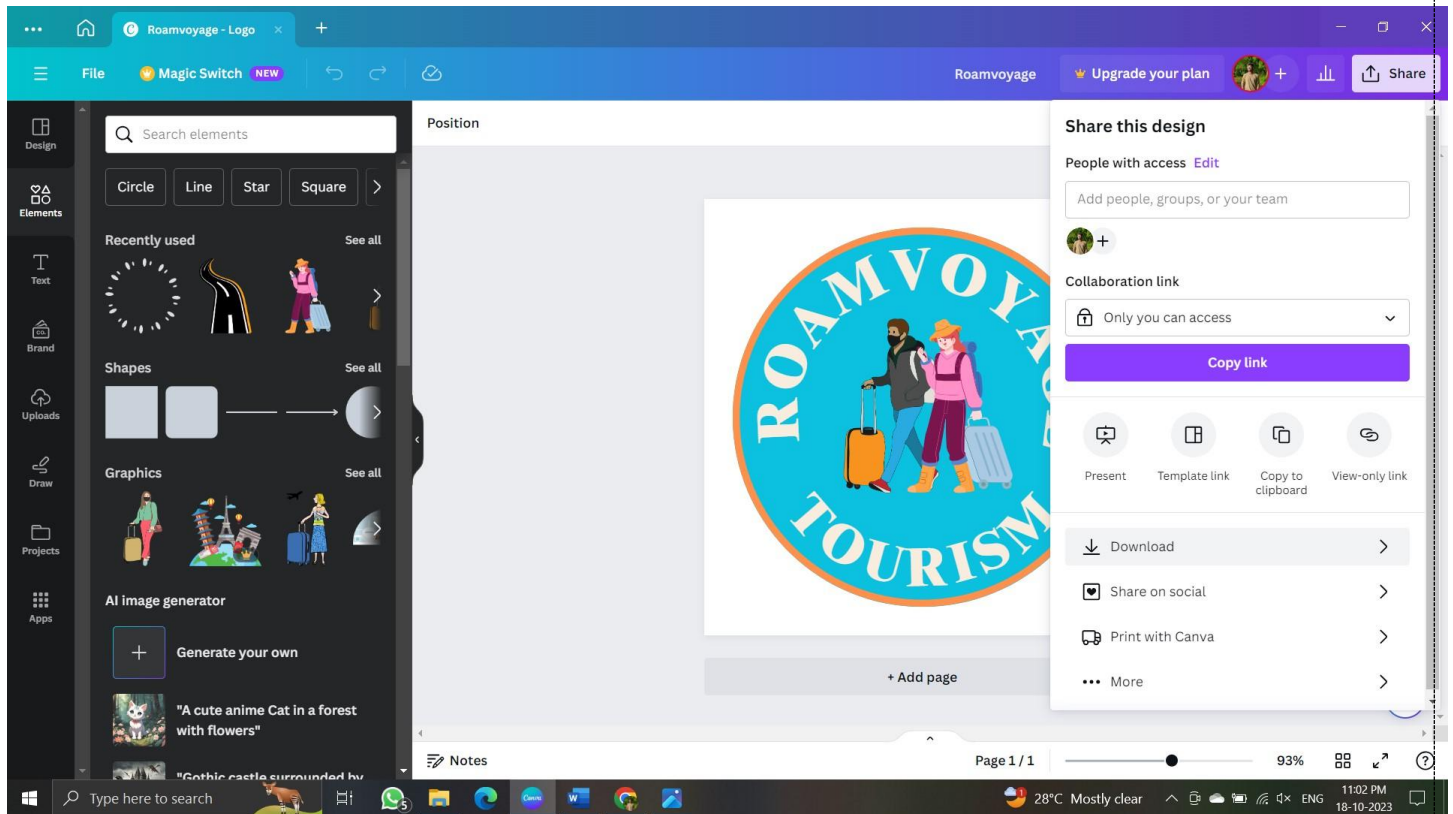 Roamvoyage - Logo
File
Magic Switch NEW
Roamvoyage
Upgrade your plan
Share
Design
Elements
Text
Brand
CO.
Uploads
Draw
Projects
Apps
Search elements
Circle
Line
Star
Square
Recently used
See all
Shapes
See all
Graphics
See all
AI image generator
Generate your own
"A cute anime Cat in a forest
with flowers"
"Gothic castle surrounded by
Position
ROAMVOYAG
TOURISM
+ Add page
Notes
Page 1 / 1
93%
Share this design
People with access Edit
Add people, groups, or your team
Collaboration link
Only you can access
Copy link
Present
Template link
Copy to
clipboard
View-only link
Download
Share on social
Print with Canva
More
Type here to search
5
Canva
1
28°C Mostly clear
ENG
11:02 PM
18-10-2023